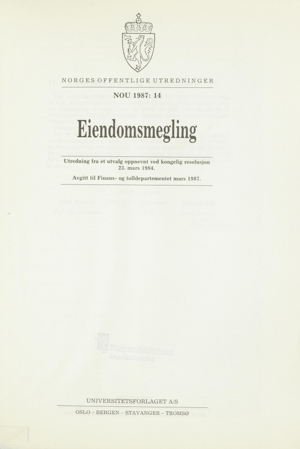 NORGES OFFENTLIGE UTREDNINGER
NOU 1987: 14
Eiendomsmegling
Utredning fra et utvalg oppnevnt ved kongelig resolusjon
23. mars 1984.
Avgitt til Finans- og tolldepartementet mars 1987.
UNIVERSITETSFORLAGET A/S
OSLO - BERGEN - STAVANGER - TROMSØ